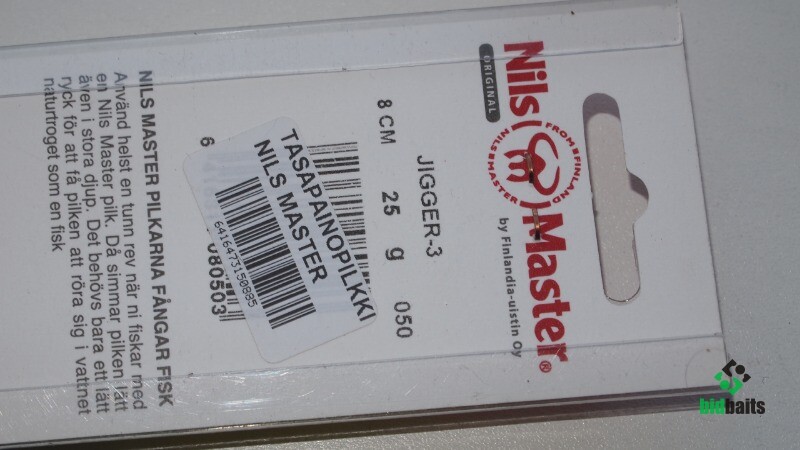 Nils Master®
ORIGINAL
FROM FINLAND
NILS MASTER
by Finlandia-uistin Oy
JIGGER-3
8 CM 25 g 050
TASAPAINOPILKKI
NILS MASTER
6416473150885
6
080503
NILS MASTER PILKARNA FÅNGAR FISK
Använd helst en tunn rev när ni fiskar med
en Nils Master pilk. Då simmar pilken lätt
även i stora djup. Det behövs bara ett lätt
ryck för att få pilken att röra sig i vattnet
naturtroget som en fisk
bidbaits